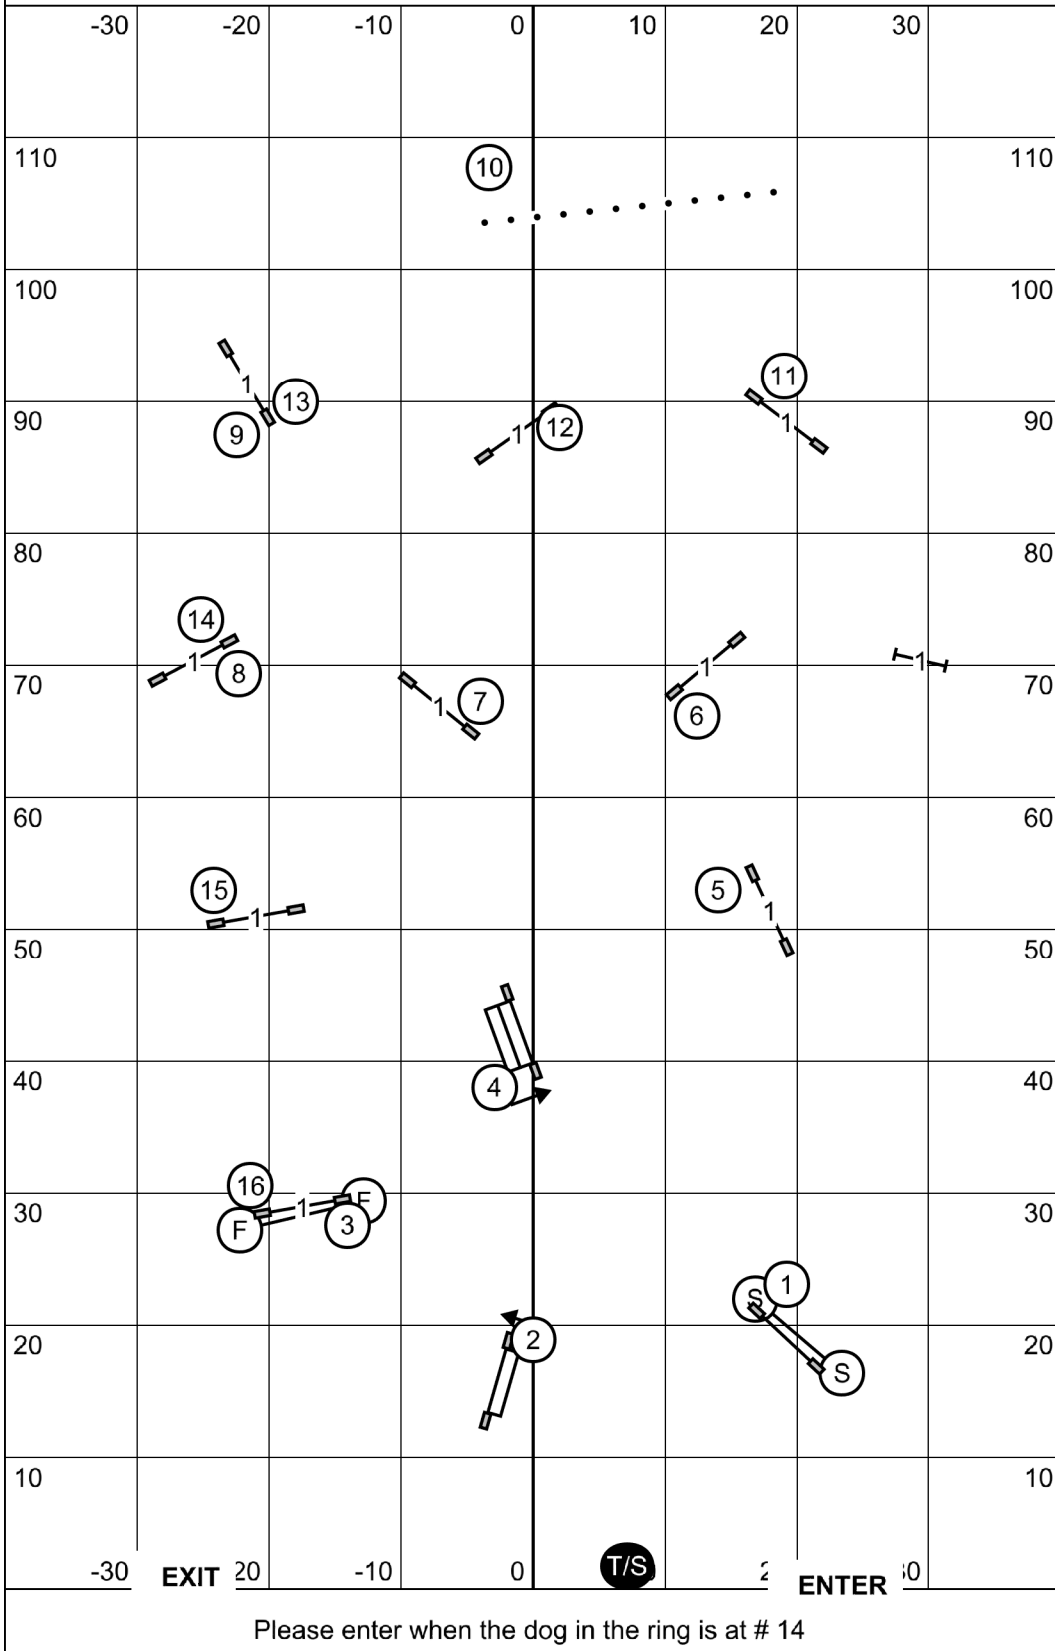 -30 -20 -10 0 10 20 30
110 10 110
100 100
1 13 11
90 9 1 12 1 90
80 80
14 1 8 1 1
70 7 1 6 70
60 60
15 1 5 1
50 50
40 4 40
16 1 F
30 F 3 30
S 1
20 2 S 20
10 10
-30 EXIT 20 -10 0 T/S ENTER
Please enter when the dog in the ring is at # 14